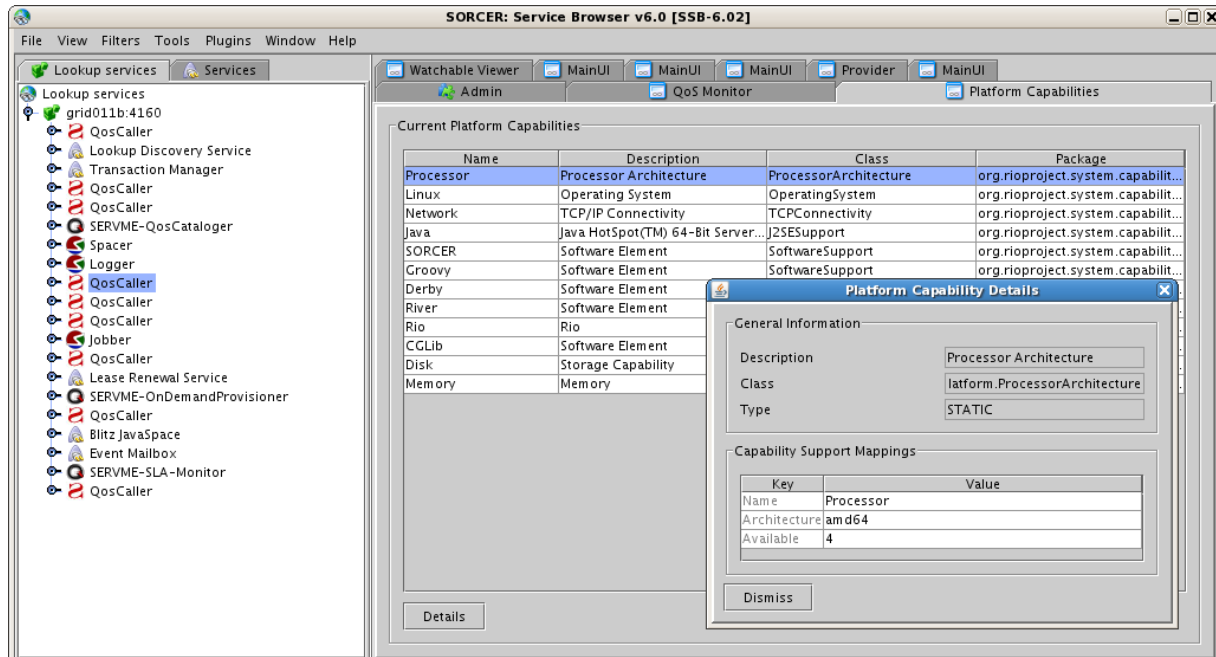 SORCER: Service Browser v6.0 [SSB-6.02]
File View Filters Tools Plugins Window Help
Lookup services Services
Lookup services
grid011b:4160
QosCaller
Lookup Discovery Service
Transaction Manager
QosCaller
QosCaller
SERVME-QosCataloger
Spacer
Logger
QosCaller
QosCaller
QosCaller
Jobber
QosCaller
Lease Renewal Service
SERVME-OnDemandProvisioner
QosCaller
Blitz JavaSpace
Event Mailbox
SERVME-SLA-Monitor
QosCaller
Watchable Viewer MainUI MainUI MainUI Provider MainUI
Admin QoS Monitor Platform Capabilities
Current Platform Capabilities
Name Description Class Package
Processor Processor Architecture ProcessorArchitecture org.rioproject.system.capabilit...
Linux Operating System OperatingSystem org.rioproject.system.capabilit...
Network TCP/IP Connectivity TCPConnectivity org.rioproject.system.capabilit...
Java Java HotSpot(TM) 64-Bit Server... J2SESupport org.rioproject.system.capabilit...
SORCER Software Element SoftwareSupport org.rioproject.system.capabilit...
Groovy Software Element SoftwareSupport org.rioproject.system.capabilit...
Derby Software Element
River Software Element
Rio Rio
CGLib Software Element
Disk Storage Capability
Memory Memory
Details
Platform Capability Details
General Information
Description Processor Architecture
Class latform.ProcessorArchitecture
Type STATIC
Capability Support Mappings
Key Value
Name Processor
Architecture amd64
Available 4
Dismiss